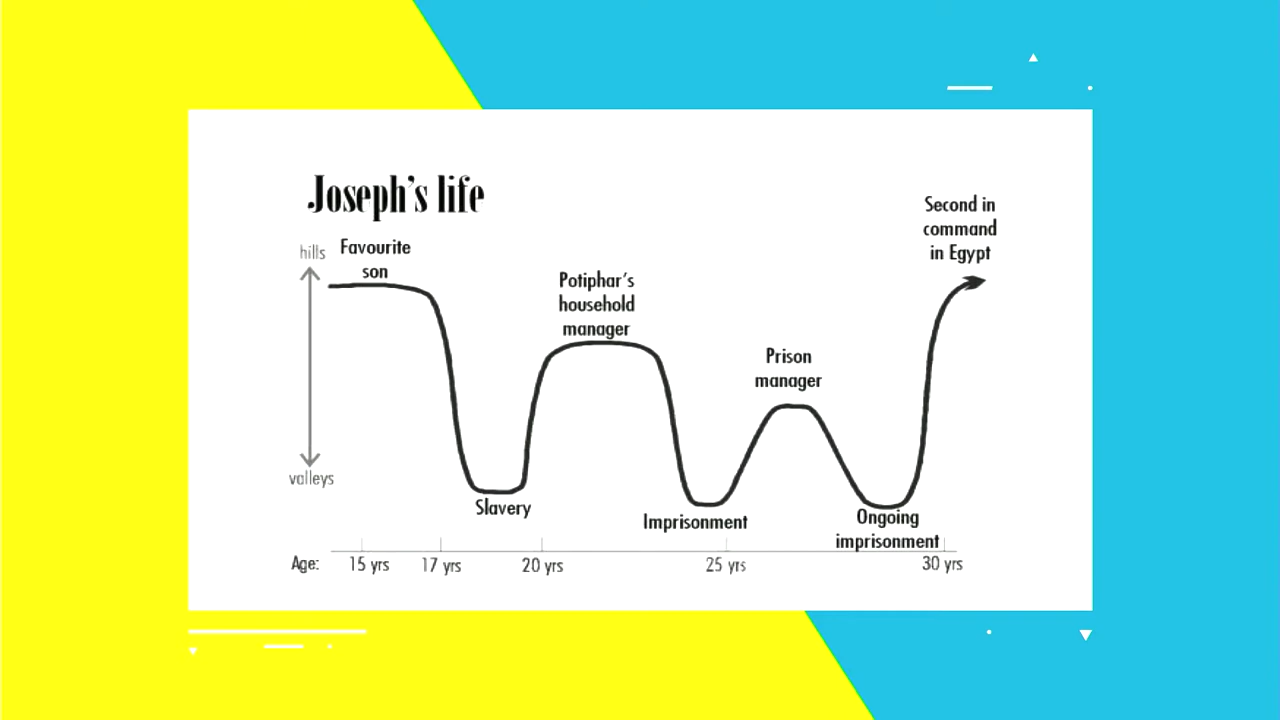 Joseph's life
hills
Favourite
son
Potiphar's
household
manager
Prison
manager
Second in
command
in Egypt
valleys
Slavery
Imprisonment
Ongoing
imprisonment
Age: 15 yrs 17 yrs 20 yrs 25 yrs 30 yrs